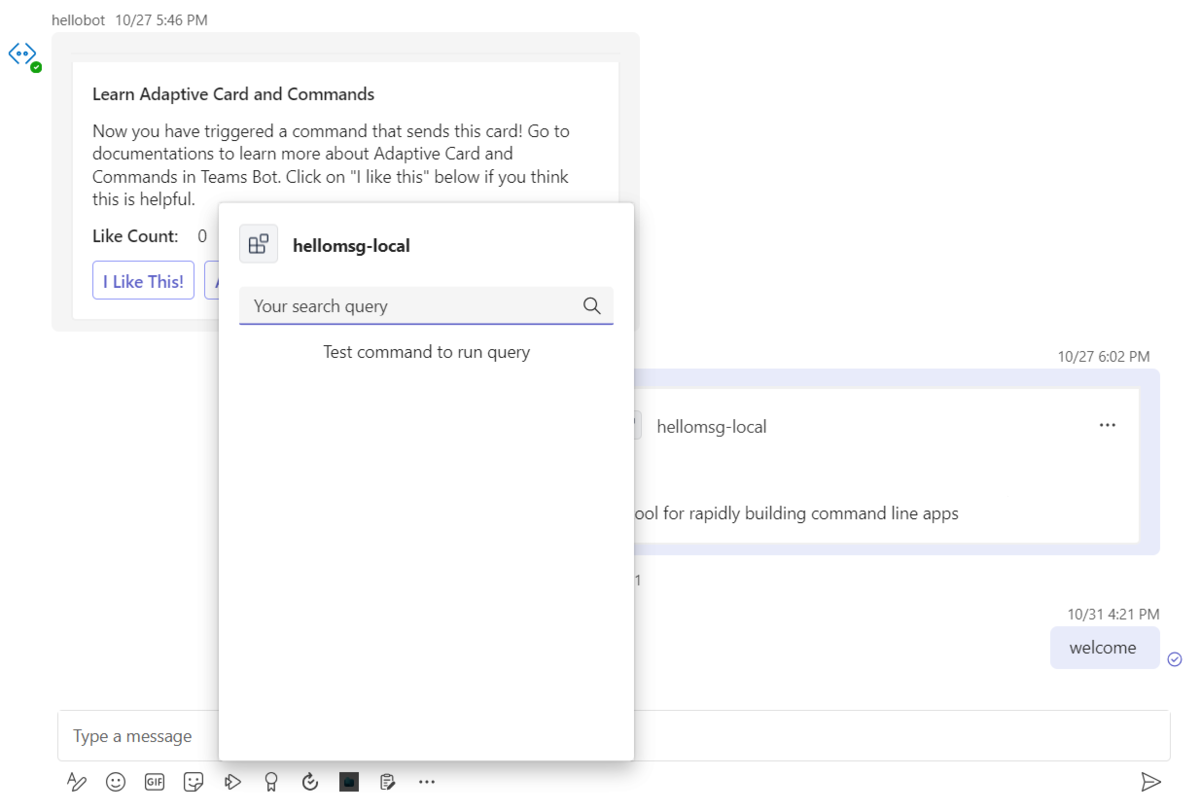 hellobot 10/27 5:46 PM
Learn Adaptive Card and Commands
Now you have triggered a command that sends this card! Go to
documentations to learn more about Adaptive Card and
Commands in Teams Bot. Click on "I like this" below if you think
this is helpful.
Like Count: 0
I Like This!
hellomsg-local
Your search query
Test command to run query
10/27 6:02 PM
hellomsg-local
for rapidly building command line apps
1
10/31 4:21 PM
welcome
Type a message
GIF